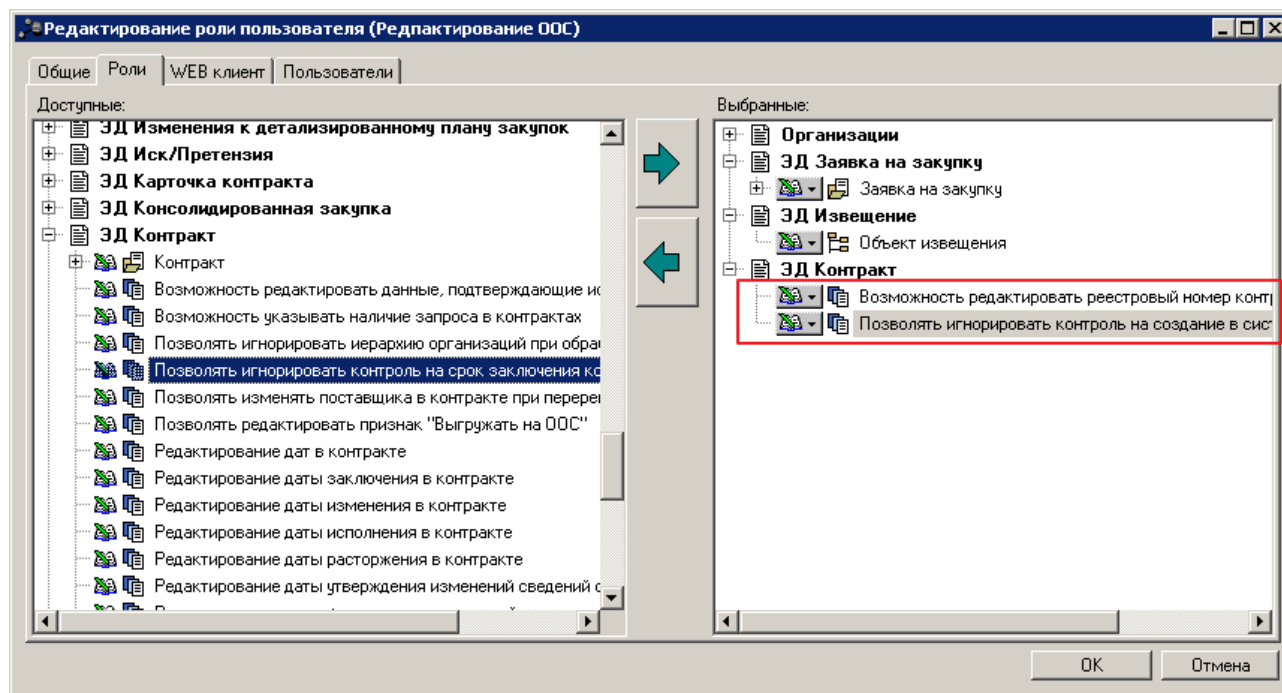 Редактирование роли пользователя (Редпактирование ООС)
Общие Роли WEB клиент Пользователи
Доступные:
ЭД Изменения к детализированному плану закупок
ЭД Иск/Претензия
ЭД Карточка контракта
ЭД Консолидированная закупка
ЭД Контракт
Контракт
Возможность редактировать данные, подтверждающие ис
Возможность указывать наличие запроса в контрактах
Позволять игнорировать иерархию организаций при обра
Позволять игнорировать контроль на срок заключения ко
Позволять изменять поставщика в контракте при перере
Позволять редактировать признак "Выгружать на ООС"
Редактирование дат в контракте
Редактирование даты заключения в контракте
Редактирование даты изменения в контракте
Редактирование даты исполнения в контракте
Редактирование даты расторжения в контракте
Редактирование даты утверждения изменений сведений с
Выбранные:
Организации
ЭД Заявка на закупку
Заявка на закупку
ЭД Извещение
Объект извещения
ЭД Контракт
Возможность редактировать реестровый номер конт
Позволять игнорировать контроль на создание в сист
OK Отмена